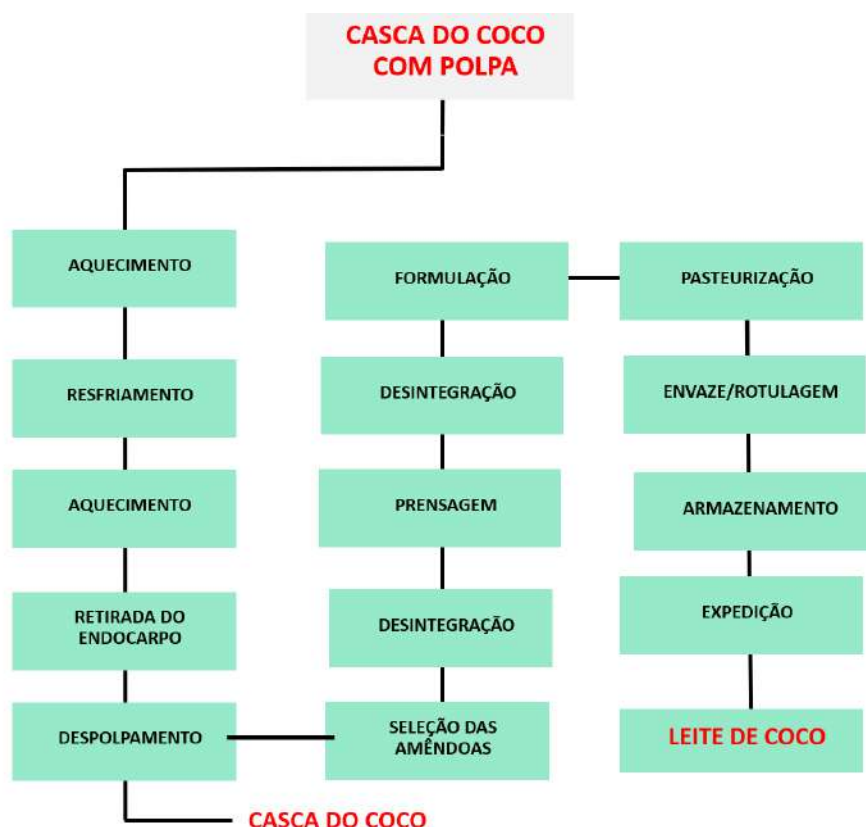 CASCA DO COCO
COM POLPA
AQUECIMENTO
RESFRIAMENTO
AQUECIMENTO
RETIRADA DO
ENDOCARPO
DESPOLPAMENTO
CASCA DO COCO
SELEÇÃO DAS
AMÊNDOAS
DESINTEGRAÇÃO
PRENSAGEM
DESINTEGRAÇÃO
FORMULAÇÃO
PASTEURIZAÇÃO
ENVAZE/ROTULAGEM
ARMAZENAMENTO
EXPEDIÇÃO
LEITE DE COCO